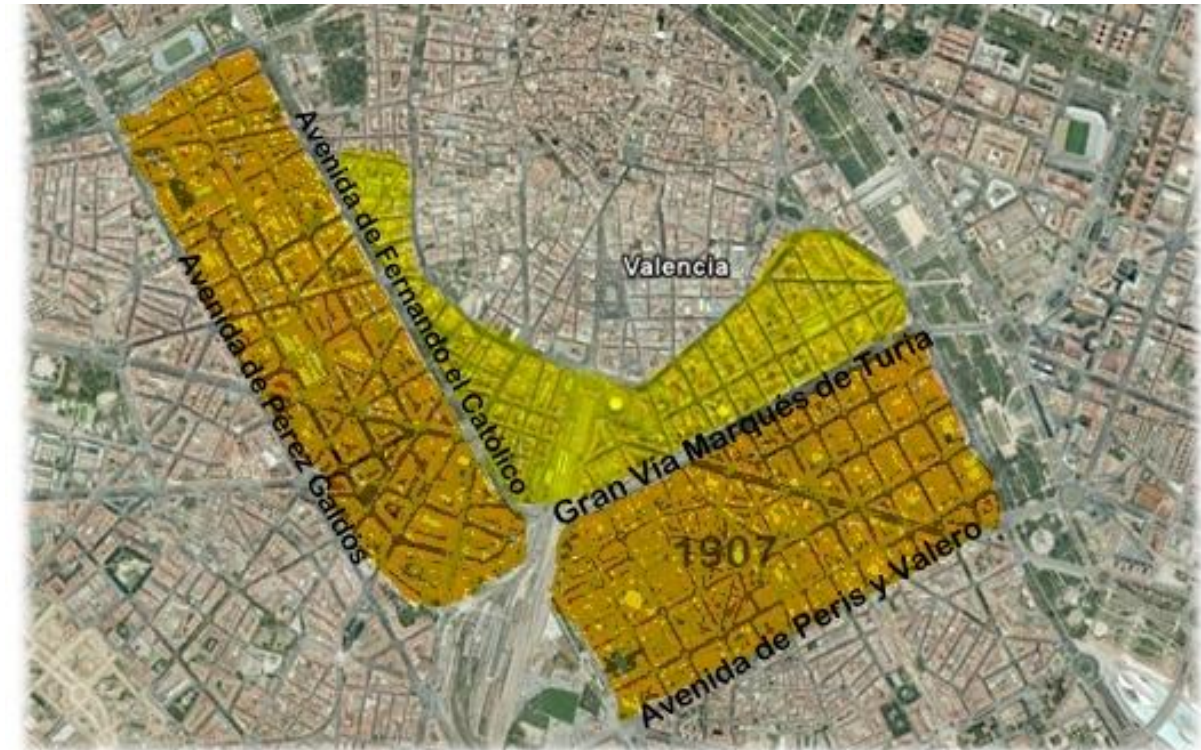 Avenida de Fernando el Católico
Avenida de Pérez Galdós
Valencia
Gran Vía Marqués de Turia
1907
Avenida de Peris y Valero